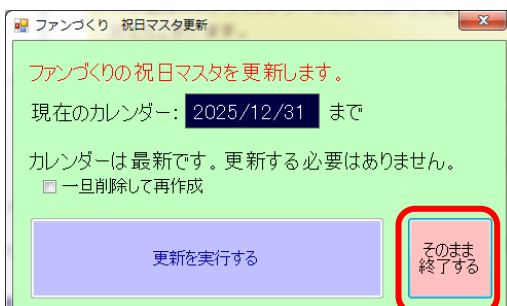 ファンづくり 祝日マスタ更新
ファンづくりの祝日マスタを更新します。
現在のカレンダー： 2025/12/31 まで
カレンダーは最新です。更新する必要はありません。
一旦削除して再作成
更新を実行する
そのまま
終了する